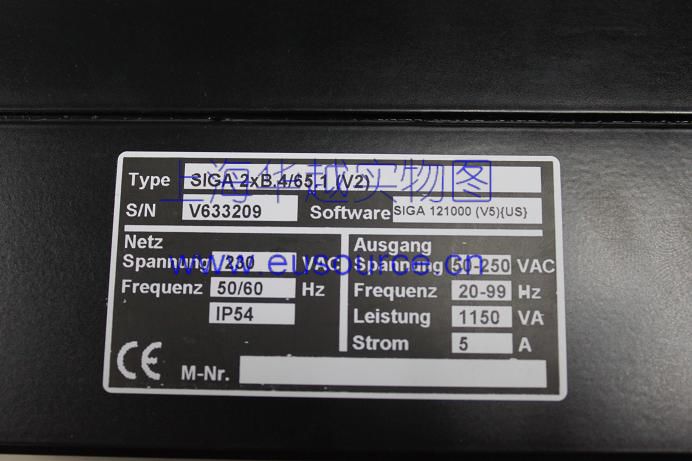 Type SIGA 2xB.4/65.1 (V2)
上海华越实物图
S/N V633209 Software SIGA 121000 (V5){US}
Netz
Spannung 230 VAC
Frequenz 50/60 Hz
IP54
Ausgang
Spannung 50-250 VAC
Frequenz 20-99 Hz
Leistung 1150 VA
Strom 5 A
www.eusource.cn
CE
M-Nr.